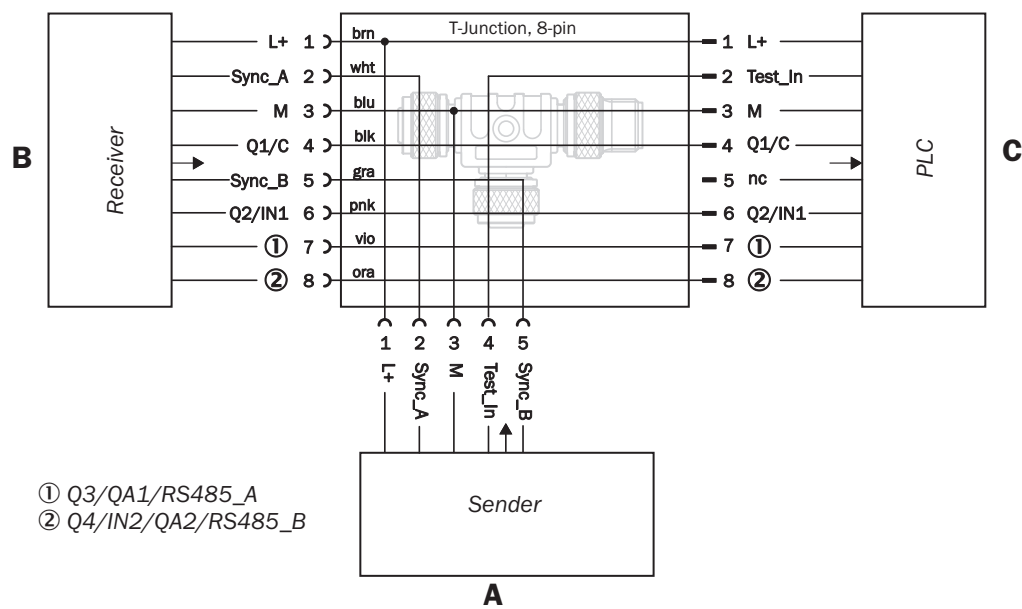 T-Junction, 8-pin
L+ 1 brn 1 L+
Sync_A 2 wht 2 Test_In
M 3 blu 3 M
Q1/C 4 blk 4 Q1/C
B Receiver PLC C
Sync_B 5 gra 5 nc
Q2/IN1 6 pnk 6 Q2/IN1
① 7 vio 7 ①
② 8 ora 8 ②
1 2 3 4 5
L+ Sync_A M Test_In Sync_B
① Q3/QA1/RS485_A
② Q4/IN2/QA2/RS485_B
Sender
A